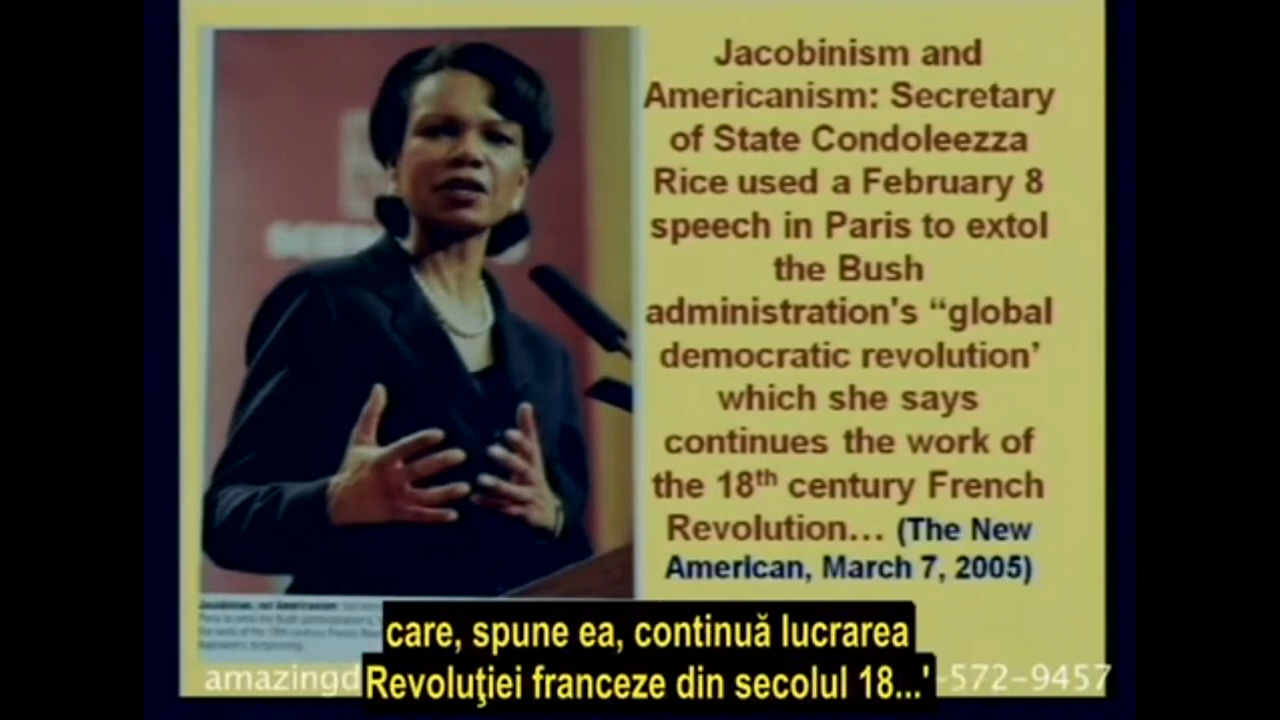 Jacobinism and
Americanism: Secretary
of State Condoleezza
Rice used a February 8
speech in Paris to extol
the Bush
administration's “global
democratic revolution’
which she says
continues the work of
the 18th century French
Revolution... (The New
American, March 7, 2005)
care, spune ea, continuă lucrarea
Revoluţiei franceze din secolul 18...'
amazingd
-572-9457